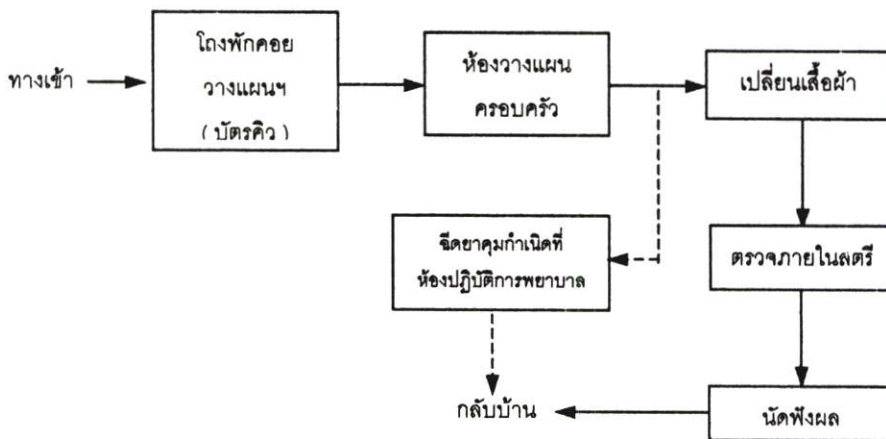 ทางเข้า
โถงพักคอย
วางแผนฯ
(บัตรคิว)
ห้องวางแผน
ครอบครัว
เปลี่ยนเสื้อผ้า
ฉีดยาคุมกำเนิดที่
ห้องปฏิบัติการพยาบาล
ตรวจภายในสตรี
กลับบ้าน
นัดฟังผล